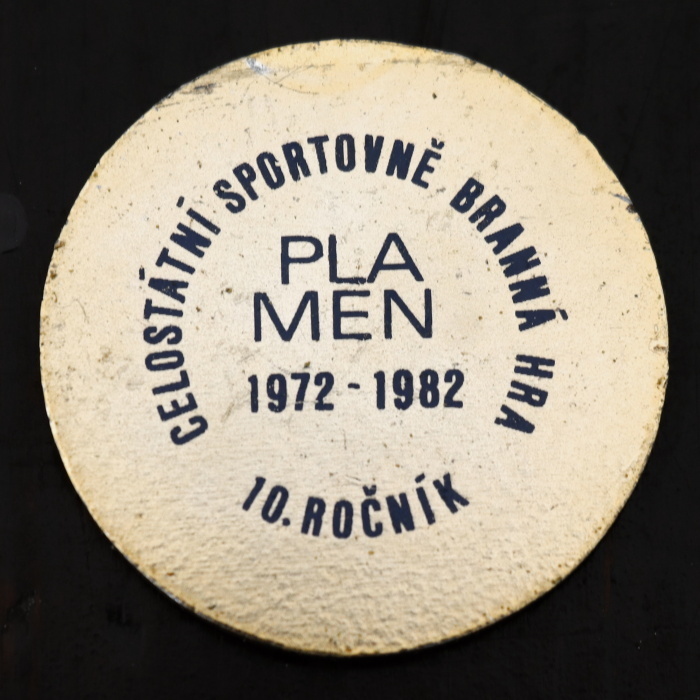 CELOSTÁTNÍ SPORTOVNĚ BRANNÁ HRA
PLA
MEN
1972 - 1982
10. ROČNÍK